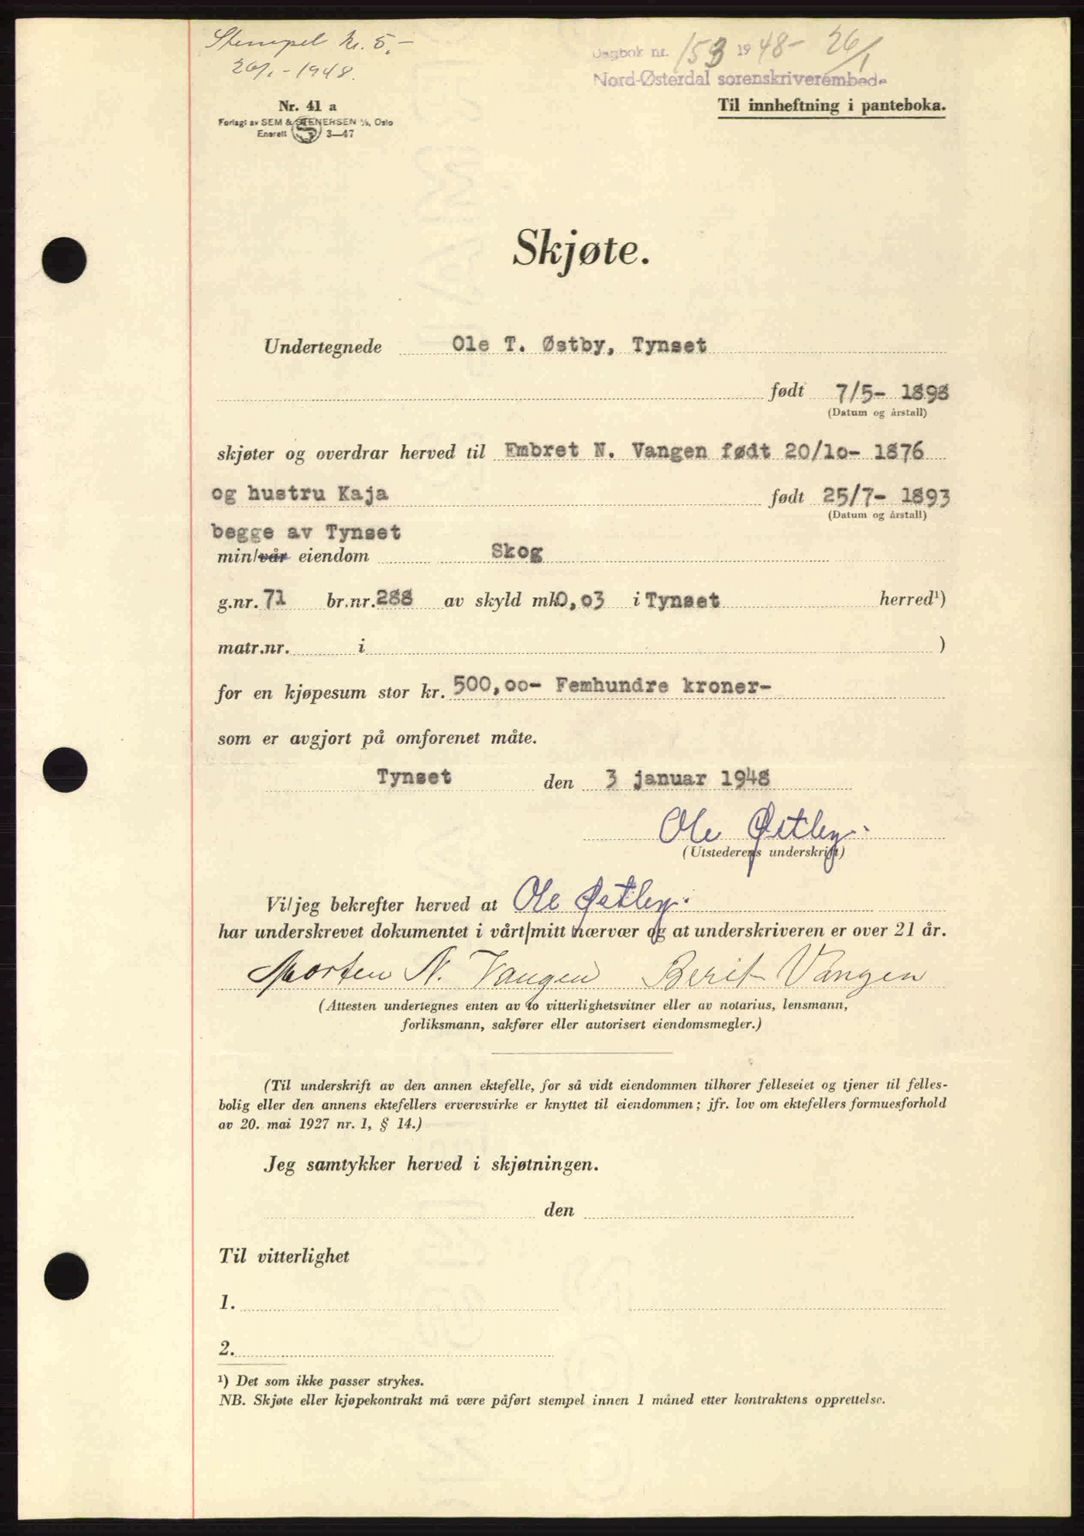 Stempel kr. 5,-
26/1-1948.
Dagbok nr. 153 1948- 26/1
Nord-Østerdal sorenskriverembede
Nr. 41 a
Til innheftning i panteboka.
Forlagt av SEM & STENERSEN A/S, Oslo
Enerett S 3—47
Skjøte.
Undertegnede Ole T. Østby, Tynset
født 7/5- 1898
(Datum og årstall)
skjøter og overdrar herved til Embret N. Vangen født 20/10- 1876
og hustru Kaja født 25/7- 1893
(Datum og årstall)
begge av Tynset
min/vår eiendom Skog
g.nr. 71 br.nr. 288 av skyld mk 0,03 i Tynset herred¹)
matr.nr. i )
for en kjøpesum stor kr. 500,00- Femhundre kroner-
som er avgjort på omforenet måte.
Tynset den 3 januar 1948
Ole Østby.
(Utstederens underskrift)
Vi/jeg bekrefter herved at Ole Østby.
har underskrevet dokumentet i vårt/mitt nærvær og at underskriveren er over 21 år.
Morten N. Vangen Berit Vangen
(Attesten undertegnes enten av to vitterlighetsvitner eller av notarius, lensmann,
forliksmann, sakfører eller autorisert eiendomsmegler.)
(Til underskrift av den annen ektefelle, for så vidt eiendommen tilhører felleseiet og tjener til felles-
bolig eller den annens ektefellers ervervsvirke er knyttet til eiendommen; jfr. lov om ektefellers formuesforhold
av 20. mai 1927 nr. 1, § 14.)
Jeg samtykker herved i skjøtningen.
den
Til vitterlighet
1.
2.
¹) Det som ikke passer strykes.
NB. Skjøte eller kjøpekontrakt må være påført stempel innen 1 måned etter kontraktens opprettelse.